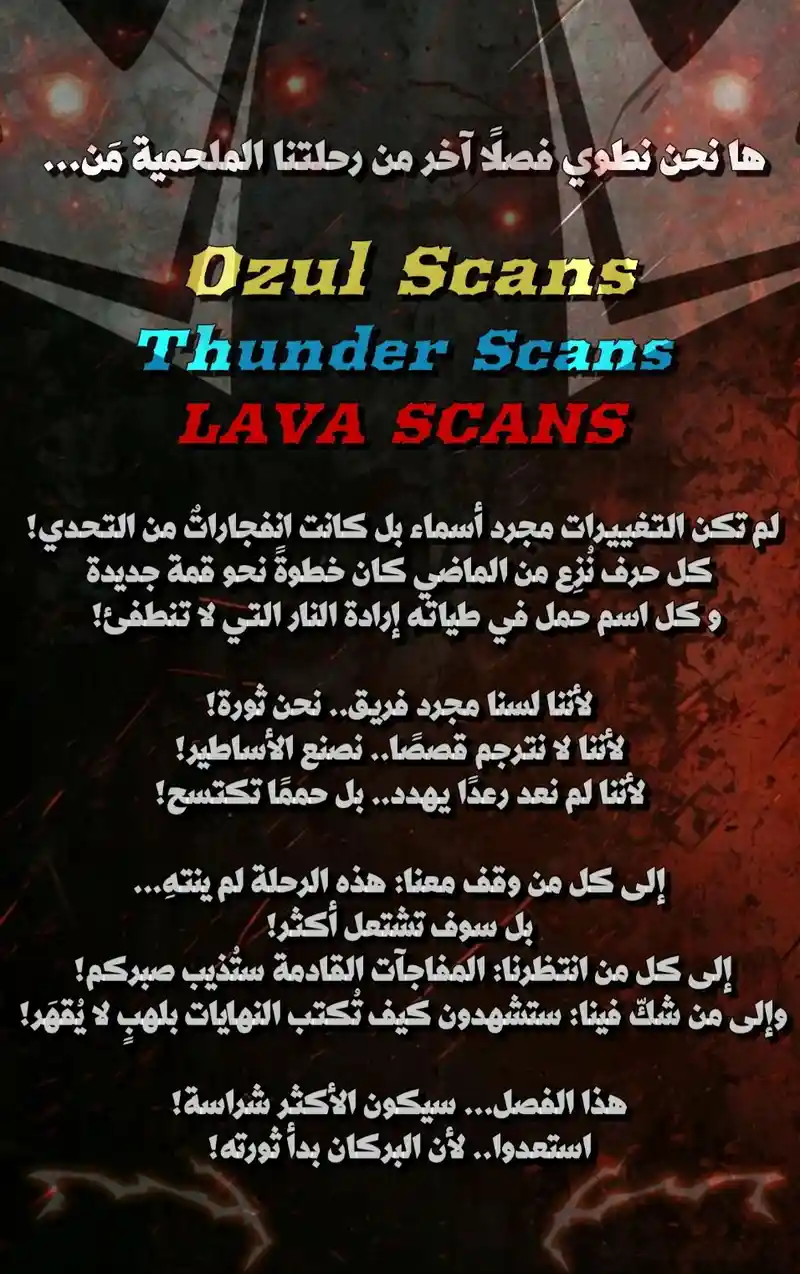 ها نحن نطوي فصلًا آخر من رحلتنا الملحمية مَن...
Ozul Scans
Thunder Scans
LAVA SCANS
لم تكن التغييرات مجرد أسماء بل كانت انفجاراتٌ من التحدي!
كل حرف نُزِع من الماضي كان خطوةً نحو قمة جديدة
و كل اسم حمل في طياته إرادة النار التي لا تنطفئ!
لأننا لسنا مجرد فريق.. نحن ثورة!
لأننا لا نترجم قصصًا.. نصنع الأساطير!
لأننا لم نعد رعدًا يهدد.. بل حممًا تكتسح!
إلى كل من وقف معنا: هذه الرحلة لم ينتهِ...
بل سوف تشتعل أكثر!
إلى كل من انتظرنا: المفاجآت القادمة ستُذيب صبركم!
وإلى من شكّ فينا: ستشهدون كيف تُكتب النهايات بلهبٍ لا يُقهَر!
هذا الفصل... سيكون الأكثر شراسة!
استعدوا.. لأن البركان بدأ ثورته!